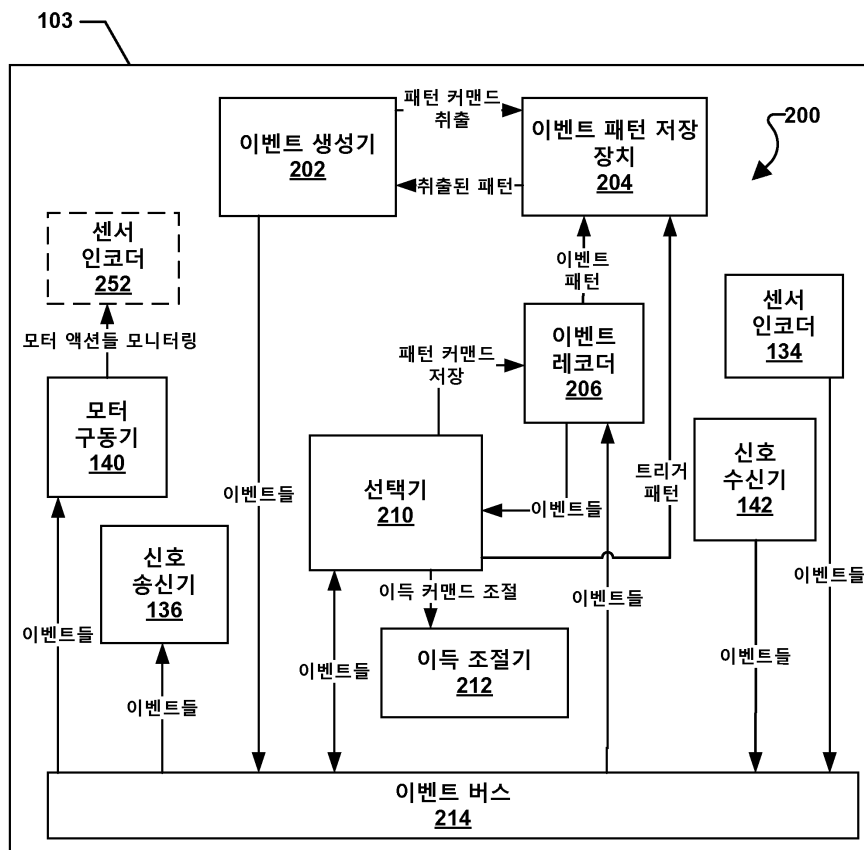 103
200
패턴 커맨드
취출
이벤트 생성기
202
이벤트 패턴 저장
장치
204
취출된 패턴
센서
인코더
252
이벤트
패턴
센서
인코더
134
모터 액션들 모니터링
패턴 커맨드
저장
이벤트
레코더
206
모터
구동기
140
신호
수신기
142
선택기
210
트리거
패턴
이벤트들
이벤트들
신호
송신기
136
이벤트들
이득 커맨드 조절
이벤트들
이벤트들
이득 조절기
212
이벤트들
이벤트들
이벤트들
이벤트 버스
214